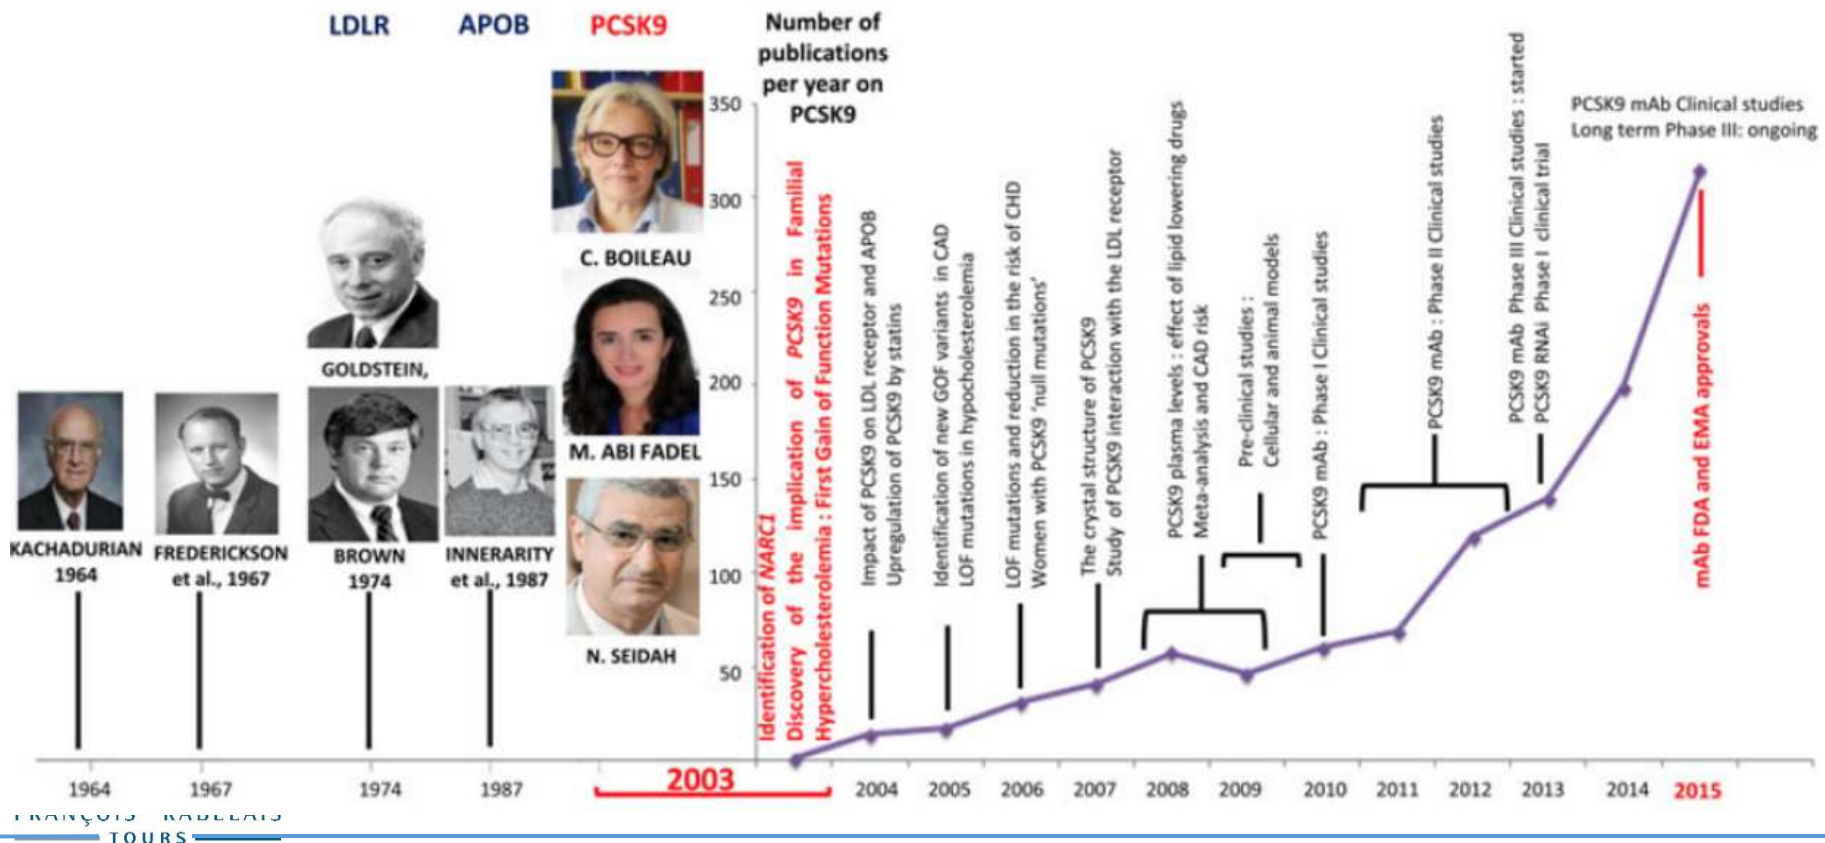 LDLR
APOB
PCSK9
Number of
publications
per year on
PCSK9
350
300
250
200
150
100
50
C. BOILEAU
M. ABI FADEL
N. SEIDAH
GOLDSTEIN,
BROWN
1974
KACHADURIAN
1964
FREDERICKSON
et al., 1967
INNERARITY
et al., 1987
Identification of NARC1
Discovery of the implication of PCSK9 in Familial
Hypercholesterolemia : First Gain of Function Mutations
Impact of PCSK9 on LDL receptor and APOB
Upregulation of PCSK9 by statins
Identification of new GOF variants in CAD
LOF mutations in hypocholesterolemia
LOF mutations and reduction in the risk of CHD
Women with PCSK9 'null mutations'
The crystal structure of PCSK9
Study of PCSK9 interaction with the LDL receptor
PCSK9 plasma levels : effect of lipid lowering drugs
Meta-analysis and CAD risk
Pre-clinical studies :
Cellular and animal models
PCSK9 mAb : Phase I Clinical studies
PCSK9 mAb : Phase II Clinical studies
PCSK9 mAb Phase III Clinical studies : started
PCSK9 RNAi Phase I clinical trial
PCSK9 mAb Clinical studies
Long term Phase III: ongoing
mAb FDA and EMA approvals
1964
1967
1974
1987
2003
2004
2005
2006
2007
2008
2009
2010
2011
2012
2013
2014
2015
FRANÇOIS RABELAIS
TOURS